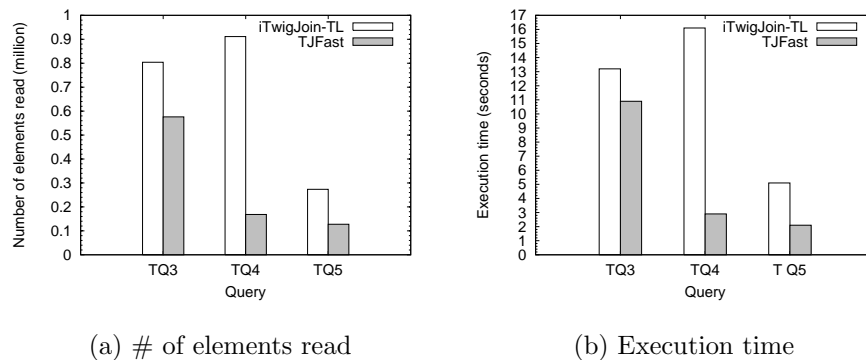 Number of elements read (million)
1
0.9
0.8
0.7
0.6
0.5
0.4
0.3
0.2
0.1
0
iTwigJoin-TL
TJFast
TQ3 TQ4 TQ5
Query
(a) # of elements read
Execution time (seconds)
17
16
15
14
13
12
11
10
9
8
7
6
5
4
3
2
1
0
iTwigJoin-TL
TJFast
TQ3 TQ4 T Q5
Query
(b) Execution time